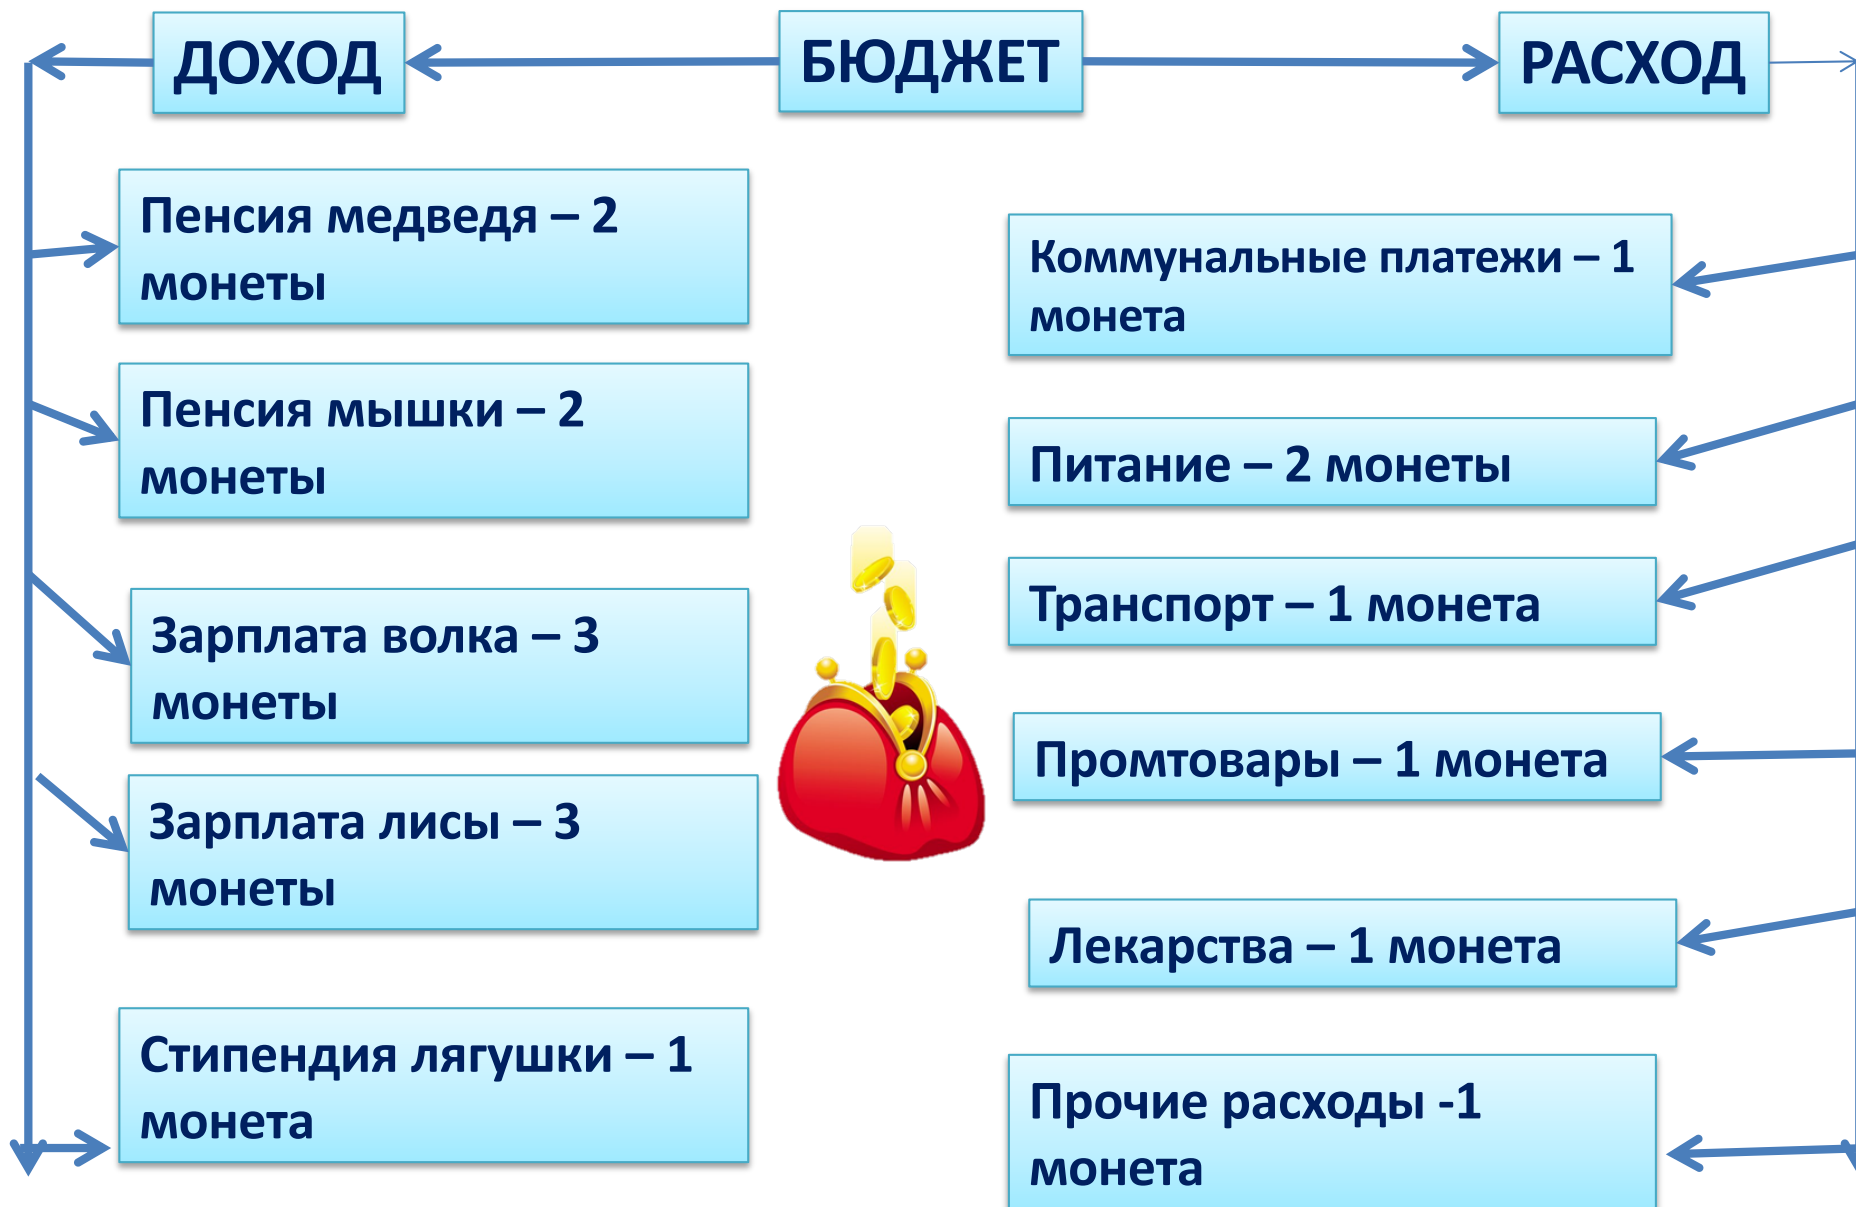 ДОХОД
БЮДЖЕТ
РАСХОД
Пенсия медведя – 2
монеты
Пенсия мышки – 2
монеты
Зарплата волка – 3
монеты
Зарплата лисы – 3
монеты
Стипендия лягушки – 1
монета
Коммунальные платежи – 1
монета
Питание – 2 монеты
Транспорт – 1 монета
Промтовары – 1 монета
Лекарства – 1 монета
Прочие расходы -1
монета